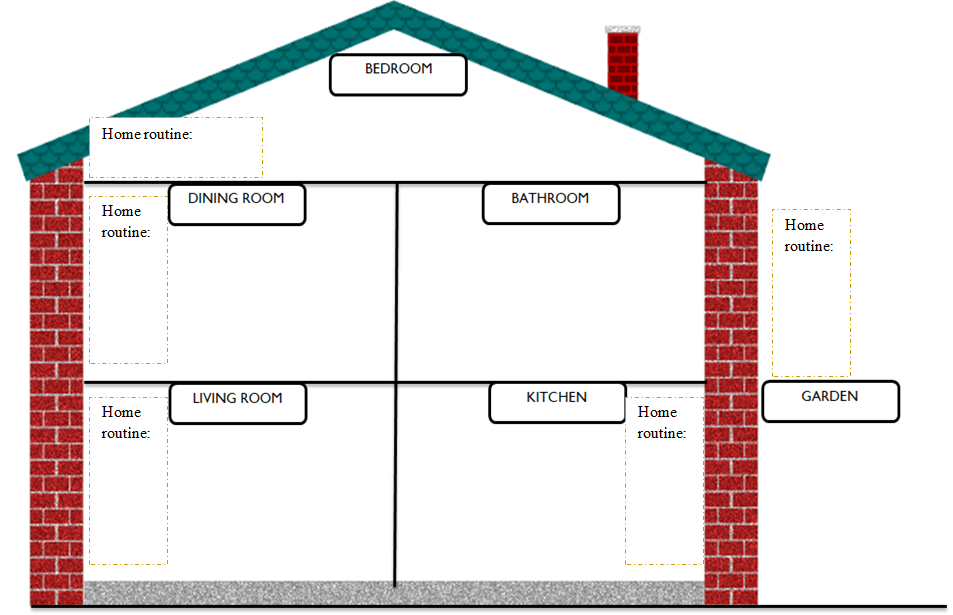 BEDROOM
Home routine:
DINING ROOM
BATHROOM
Home
routine:
Home
routine:
LIVING ROOM
KITCHEN
GARDEN
Home
routine:
Home
routine: